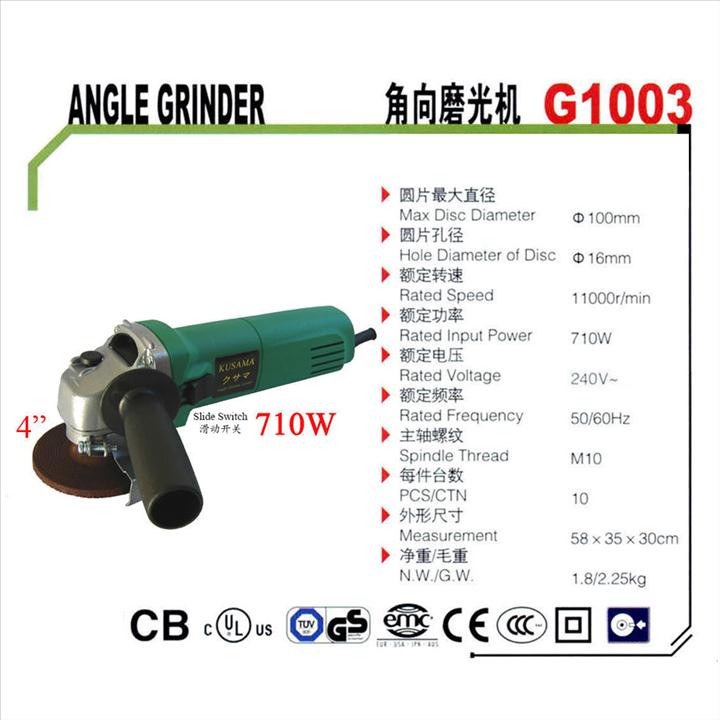 ANGLE GRINDER
角向磨光机 G1003
圆片最大直径
Max Disc Diameter Φ100mm
圆片孔径
Hole Diameter of Disc Φ16mm
额定转速
Rated Speed 11000r/min
额定功率
Rated Input Power 710W
额定电压
Rated Voltage 240V~
额定频率
Rated Frequency 50/60Hz
主轴螺纹
Spindle Thread M10
每件台数
PCS/CTN 10
外形尺寸
Measurement 58×35×30cm
净重/毛重
N.W./G.W. 1.8/2.25kg
KUSAMA
クサマ
4”
Slide Switch
滑动开关
710W
CB c UL US TUV GS emc CCC
EUR - USA - JPN - AUS